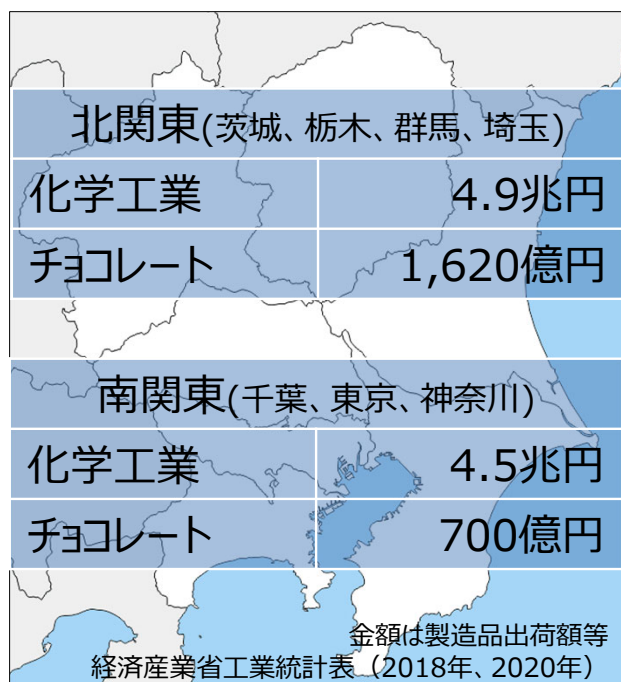 北関東(茨城、栃木、群馬、埼玉)
化学工業 4.9兆円
チョコレート 1,620億円
南関東(千葉、東京、神奈川)
化学工業 4.5兆円
チョコレート 700億円
金額は製造品出荷額等
経済産業省工業統計表（2018年、2020年）